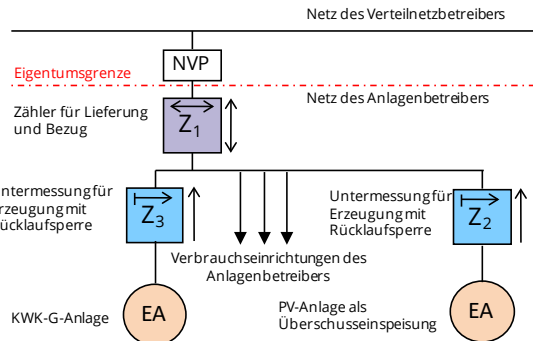 Netz des Verteilnetzbetreibers
NVP
Eigentumsgrenze
Netz des Anlagenbetreibers
Zähler für Lieferung
und Bezug
Z1
Untermessung für
Erzeugung mit
Rücklaufsperre
Z3
Untermessung für
Erzeugung mit
Rücklaufsperre
Z2
Verbrauchseinrichtungen des
Anlagenbetreibers
KWK-G-Anlage
EA
PV-Anlage als
Überschusseinspeisung
EA